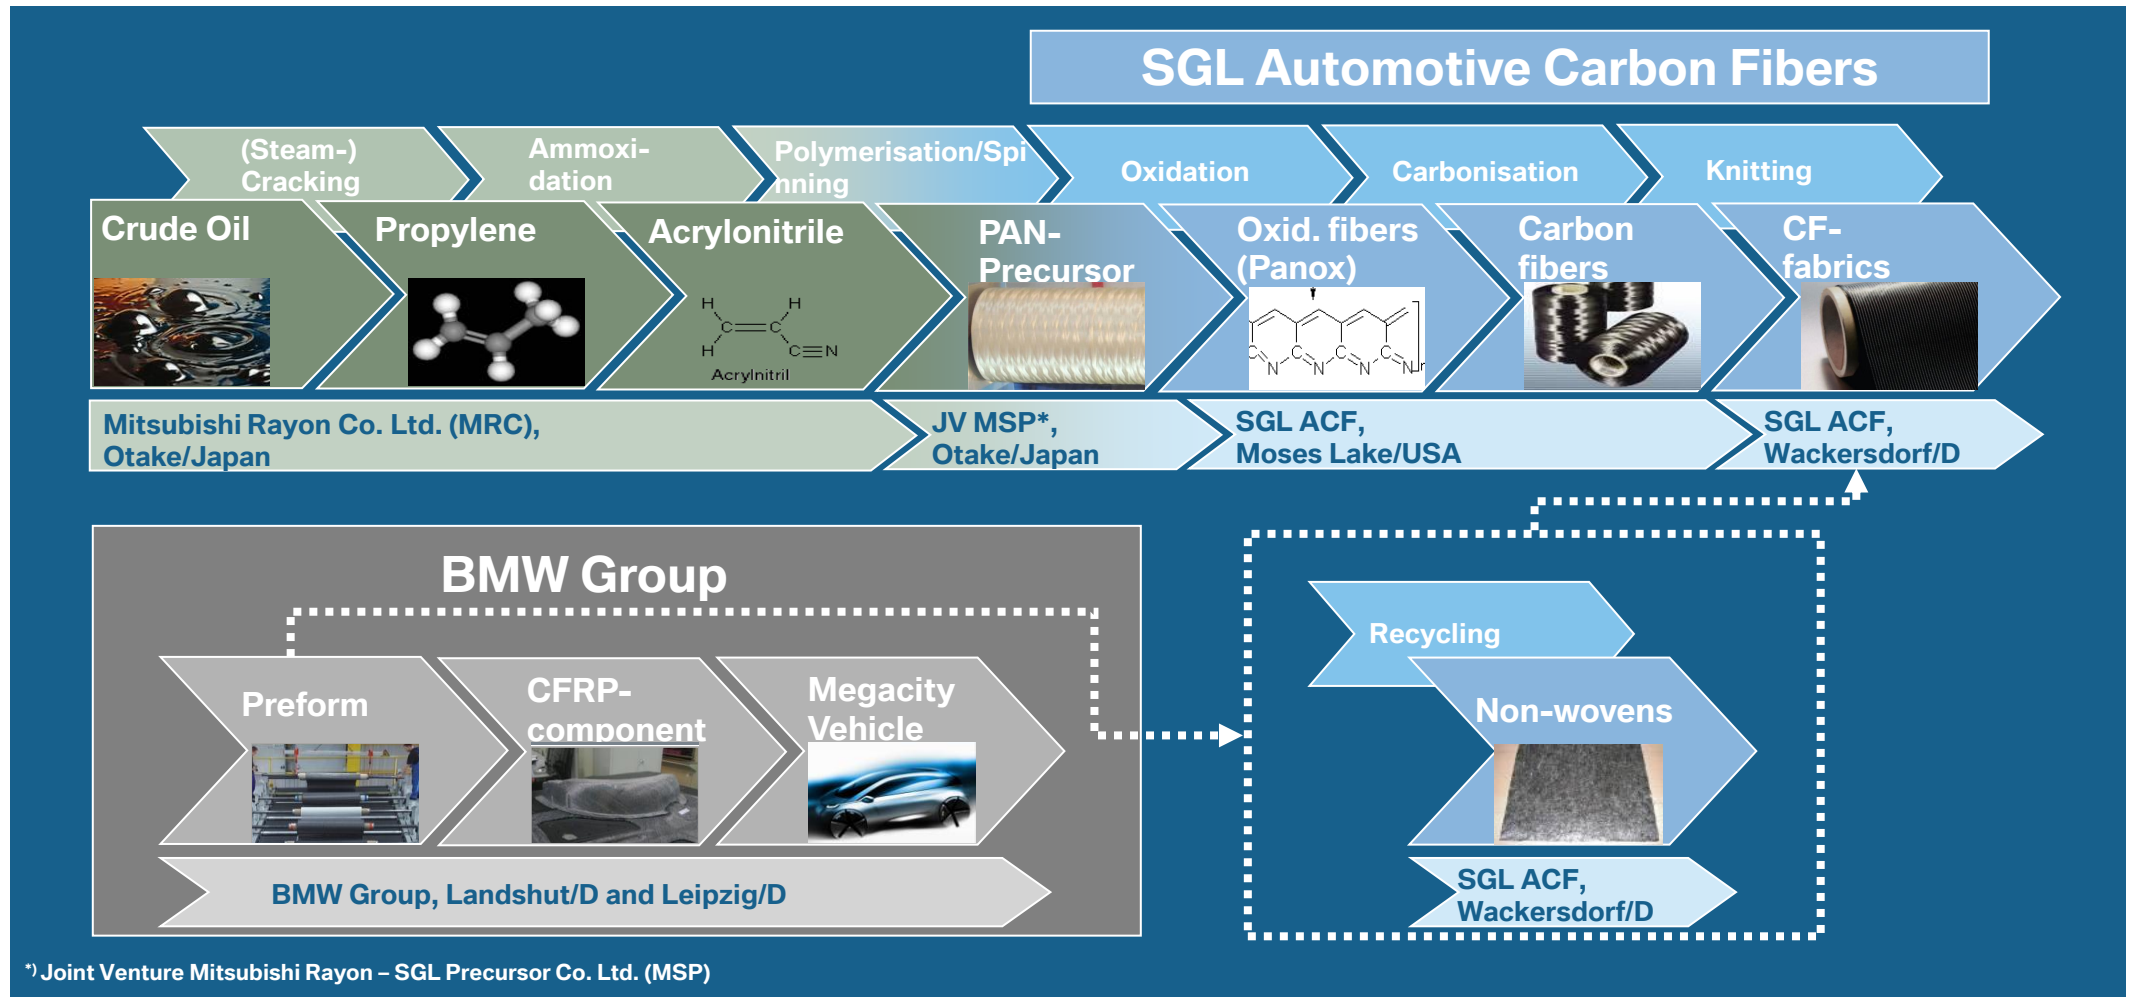 SGL Automotive Carbon Fibers
(Steam-)
Cracking
Ammoxi-
dation
Polymerisation/Spi
nning
Oxidation
Carbonisation
Knitting
Crude Oil
Propylene
Acrylonitrile
PAN-
Precursor
Oxid. fibers
(Panox)
Carbon
fibers
CF-
fabrics
H
H
C
C
H
C
N
Acrylnitril
C
C
C
C
N
N
N
N
n
Mitsubishi Rayon Co. Ltd. (MRC),
Otake/Japan
JV MSP*,
Otake/Japan
SGL ACF,
Moses Lake/USA
SGL ACF,
Wackersdorf/D
BMW Group
Preform
CFRP-
component
Megacity
Vehicle
BMW Group, Landshut/D and Leipzig/D
Recycling
Non-wovens
SGL ACF,
Wackersdorf/D
*) Joint Venture Mitsubishi Rayon – SGL Precursor Co. Ltd. (MSP)